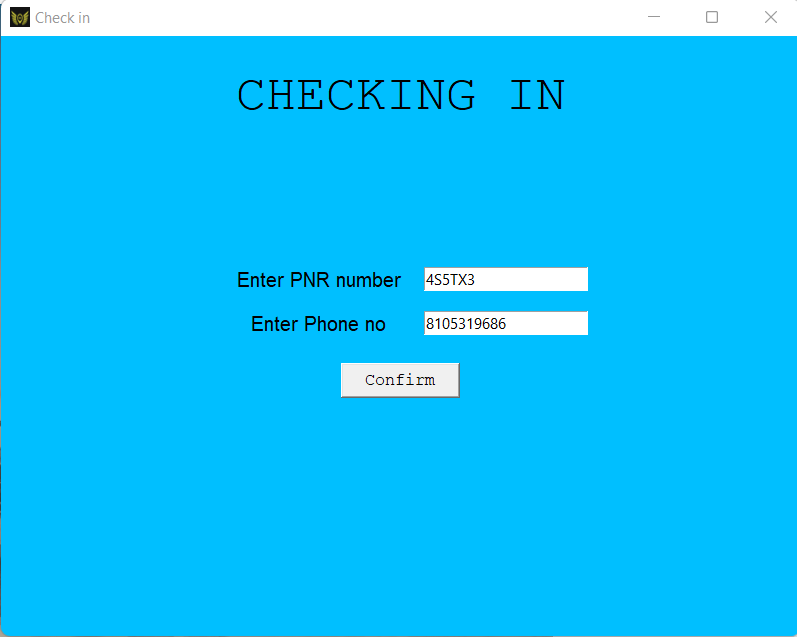 Check in
CHECKING IN
Enter PNR number 4S5TX3
Enter Phone no 8105319686
Confirm